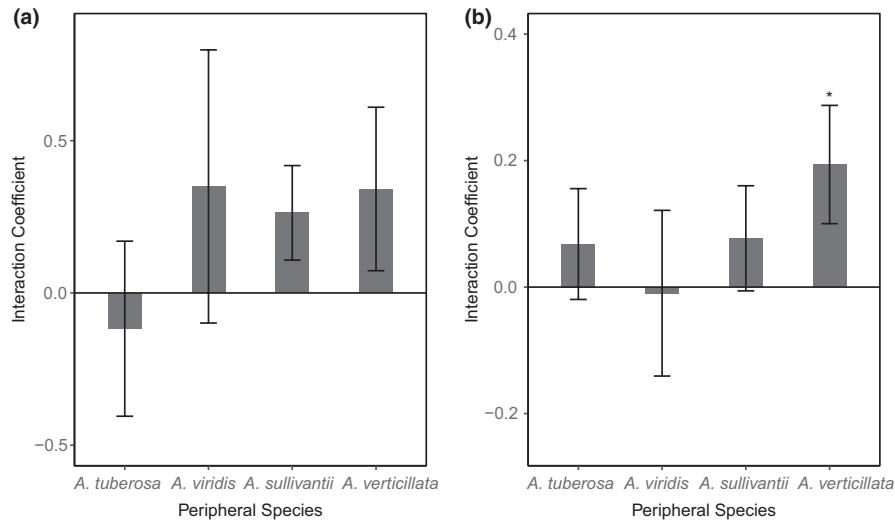 (a)
Interaction Coefficient
0.5
0.0
−0.5
A. tuberosa A. viridis A. sullivantii A. verticillata
Peripheral Species
(b)
Interaction Coefficient
0.4
0.2
0.0
−0.2
*
A. tuberosa A. viridis A. sullivantii A. verticillata
Peripheral Species